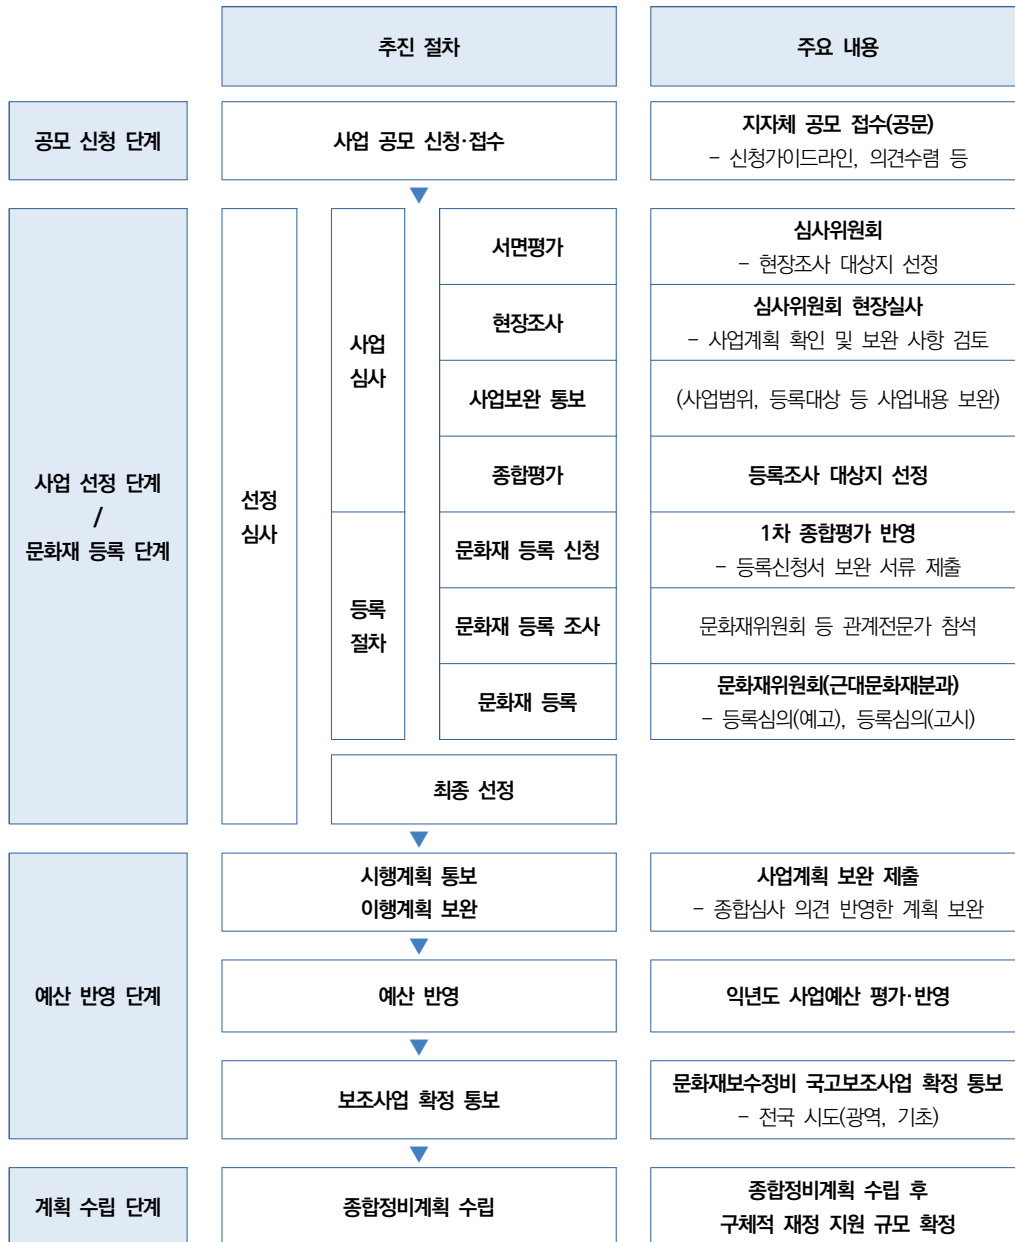 추진 절차
주요 내용
공모 신청 단계
사업 공모 신청·접수
지자체 공모 접수(공문)
- 신청가이드라인, 의견수렴 등
사업 선정 단계
/
문화재 등록 단계
선정
심사
사업
심사
서면평가
심사위원회
- 현장조사 대상지 선정
현장조사
심사위원회 현장실사
- 사업계획 확인 및 보완 사항 검토
사업보완 통보
(사업범위, 등록대상 등 사업내용 보완)
종합평가
등록조사 대상지 선정
등록
절차
문화재 등록 신청
1차 종합평가 반영
- 등록신청서 보완 서류 제출
문화재 등록 조사
문화재위원회 등 관계전문가 참석
문화재 등록
문화재위원회(근대문화재분과)
- 등록심의(예고), 등록심의(고시)
최종 선정
예산 반영 단계
시행계획 통보
이행계획 보완
사업계획 보완 제출
- 종합심사 의견 반영한 계획 보완
예산 반영
익년도 사업예산 평가·반영
보조사업 확정 통보
문화재보수정비 국고보조사업 확정 통보
- 전국 시도(광역, 기초)
계획 수립 단계
종합정비계획 수립
종합정비계획 수립 후
구체적 재정 지원 규모 확정